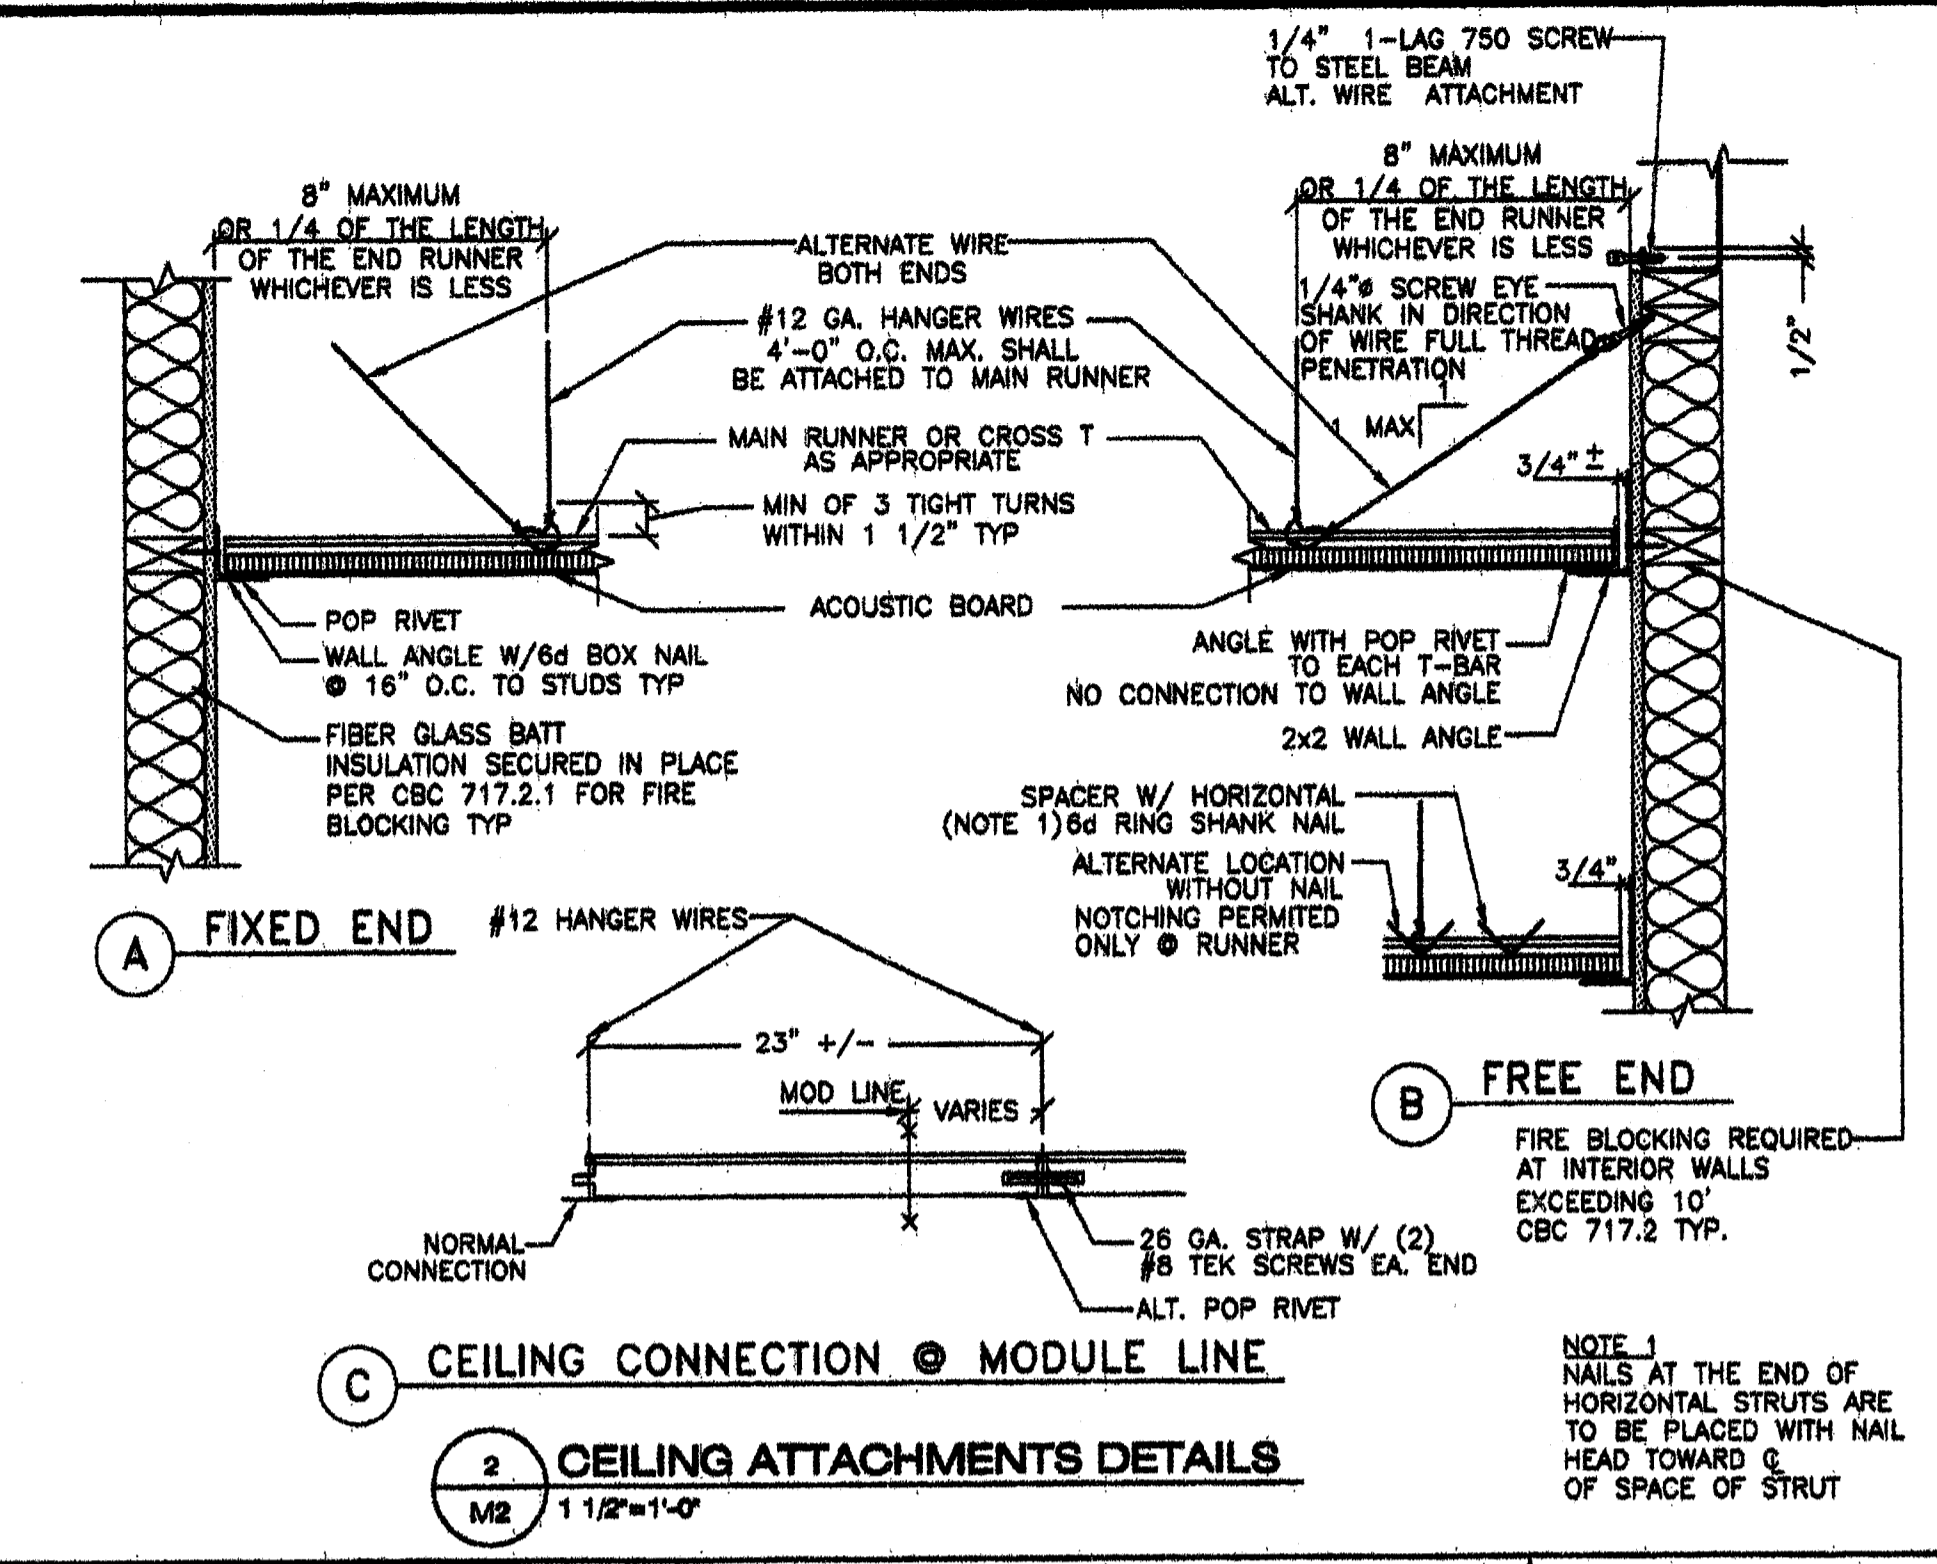 1/4" 1-LAG 750 SCREW
TO STEEL BEAM
ALT. WIRE ATTACHMENT
8" MAXIMUM
OR 1/4 OF THE LENGTH
OF THE END RUNNER
WHICHEVER IS LESS
ALTERNATE WIRE
BOTH ENDS
#12 GA. HANGER WIRES
4'-0" O.C. MAX. SHALL
BE ATTACHED TO MAIN RUNNER
MAIN RUNNER OR CROSS T
AS APPROPRIATE
MIN OF 3 TIGHT TURNS
WITHIN 1 1/2" TYP
ACOUSTIC BOARD
8" MAXIMUM
OR 1/4 OF THE LENGTH
OF THE END RUNNER
WHICHEVER IS LESS
1/4"ø SCREW EYE
SHANK IN DIRECTION
OF WIRE FULL THREAD
PENETRATION
1
1 MAX
1/2"
3/4" ±
POP RIVET
WALL ANGLE W/6d BOX NAIL
@ 16" O.C. TO STUDS TYP
FIBER GLASS BATT
INSULATION SECURED IN PLACE
PER CBC 717.2.1 FOR FIRE
BLOCKING TYP
ANGLE WITH POP RIVET
TO EACH T-BAR
NO CONNECTION TO WALL ANGLE
2x2 WALL ANGLE
SPACER W/ HORIZONTAL
(NOTE 1)6d RING SHANK NAIL
ALTERNATE LOCATION
WITHOUT NAIL
NOTCHING PERMITED
ONLY @ RUNNER
3/4"
A FIXED END
#12 HANGER WIRES
23" +/-
MOD LINE
VARIES
NORMAL
CONNECTION
26 GA. STRAP W/ (2)
#8 TEK SCREWS EA. END
ALT. POP RIVET
B FREE END
FIRE BLOCKING REQUIRED
AT INTERIOR WALLS
EXCEEDING 10'
CBC 717.2 TYP.
C CEILING CONNECTION @ MODULE LINE
NOTE 1
NAILS AT THE END OF
HORIZONTAL STRUTS ARE
TO BE PLACED WITH NAIL
HEAD TOWARD ℄
OF SPACE OF STRUT
2 CEILING ATTACHMENTS DETAILS
M2 1 1/2"=1'-0"